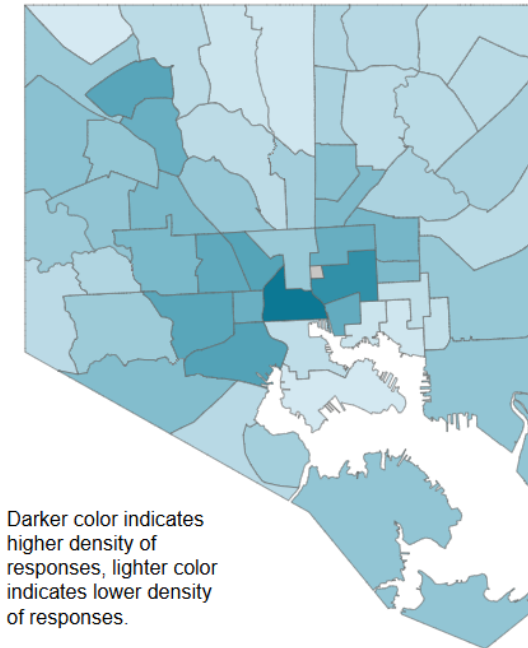 Darker color indicates
higher density of
responses, lighter color
indicates lower density
of responses.